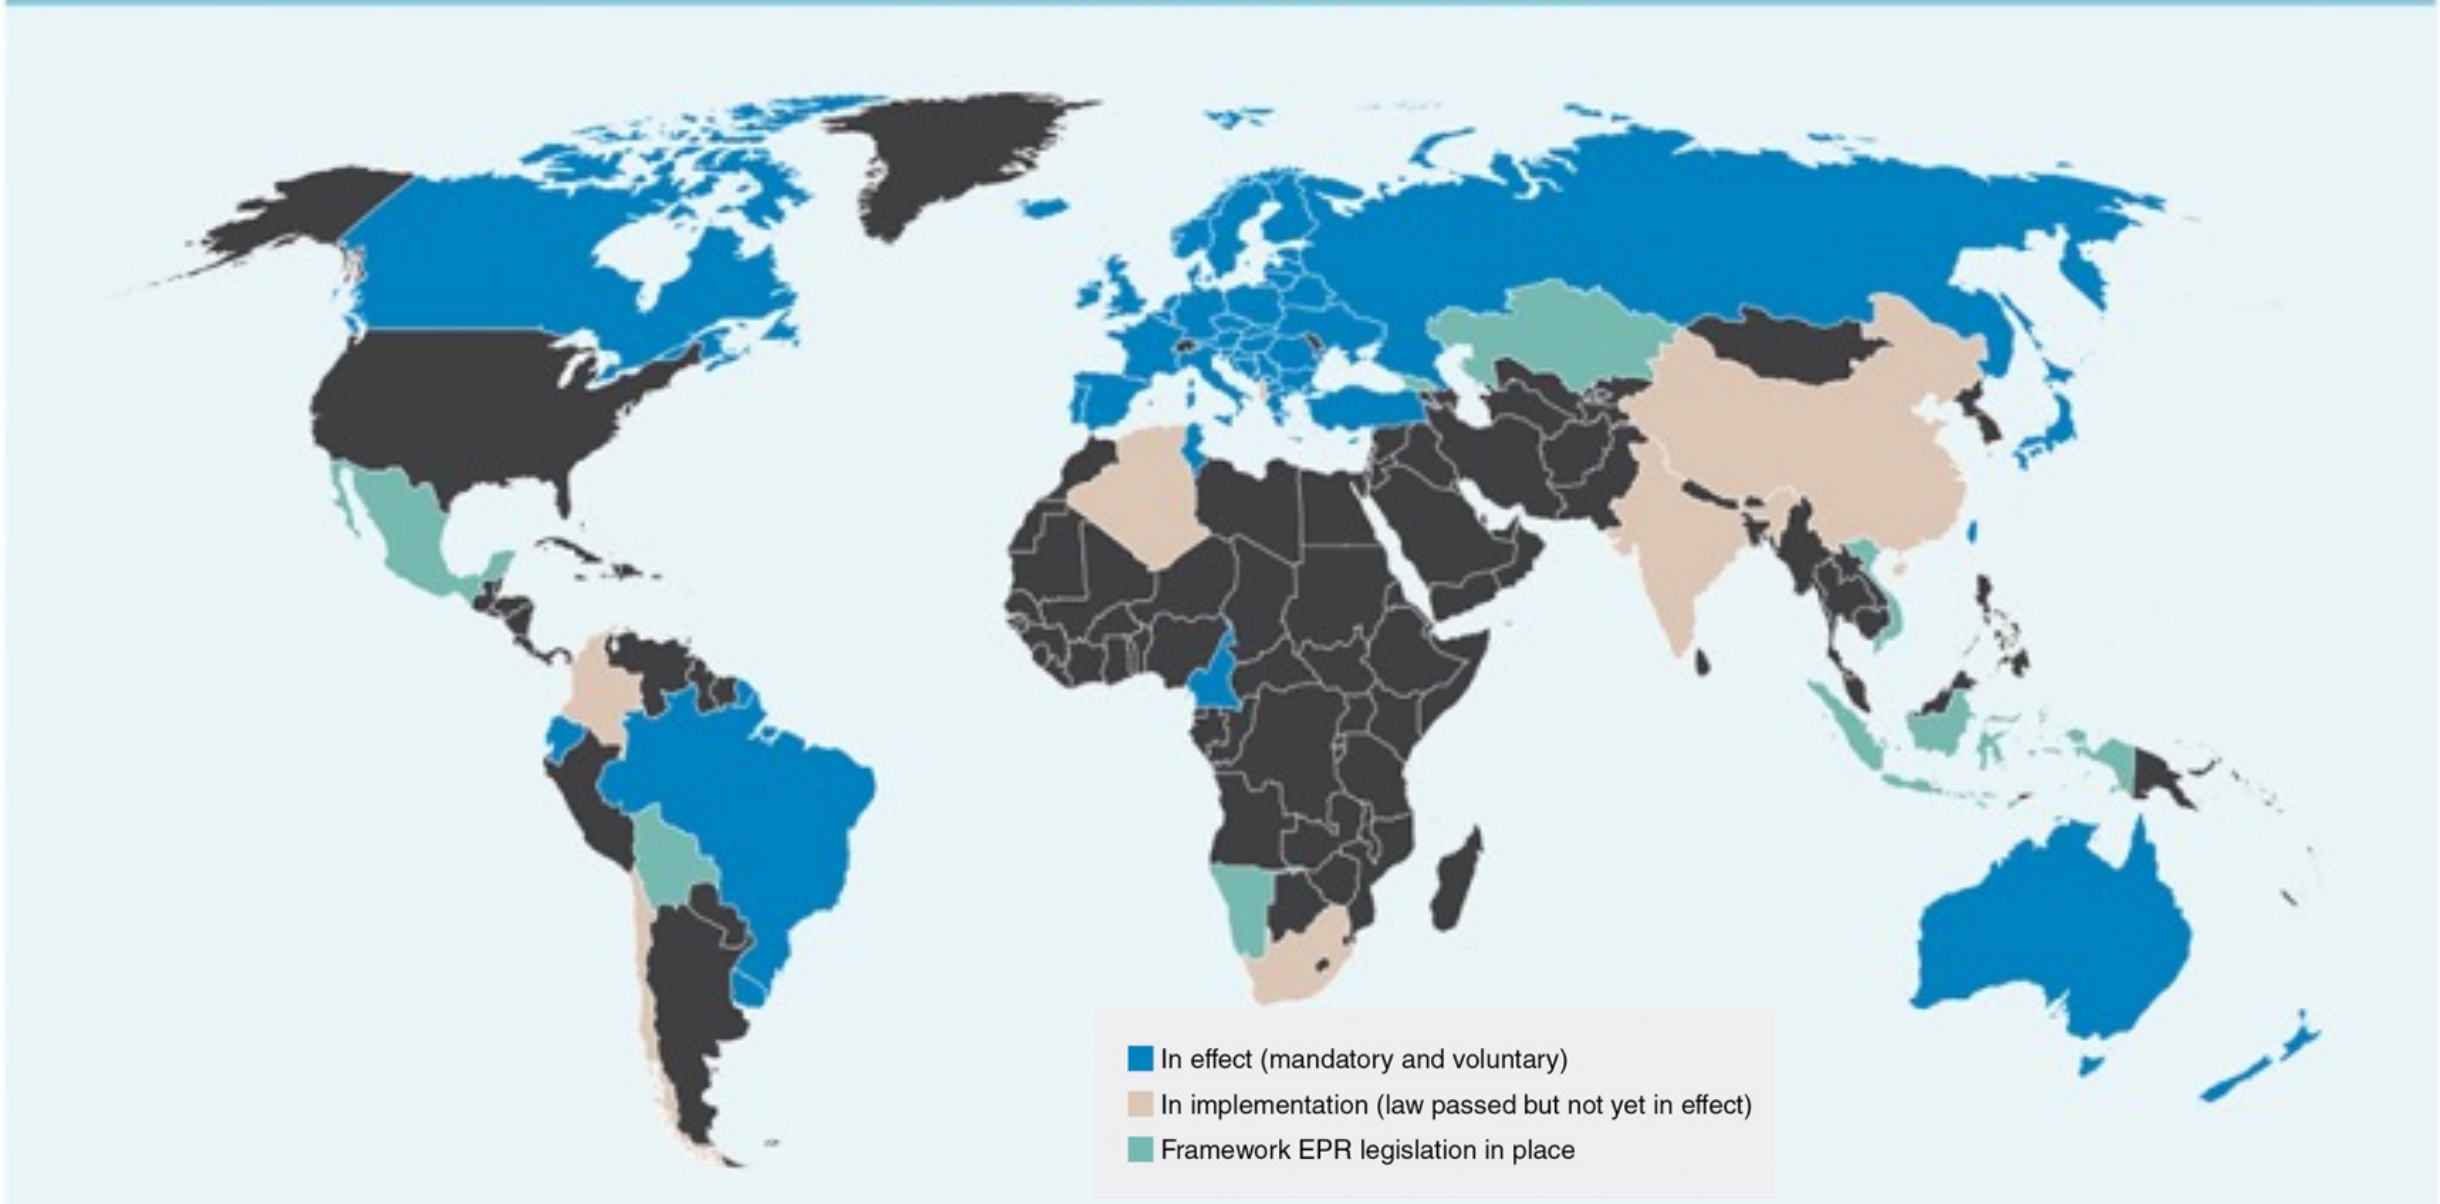 In effect (mandatory and voluntary)
In implementation (law passed but not yet in effect)
Framework EPR legislation in place